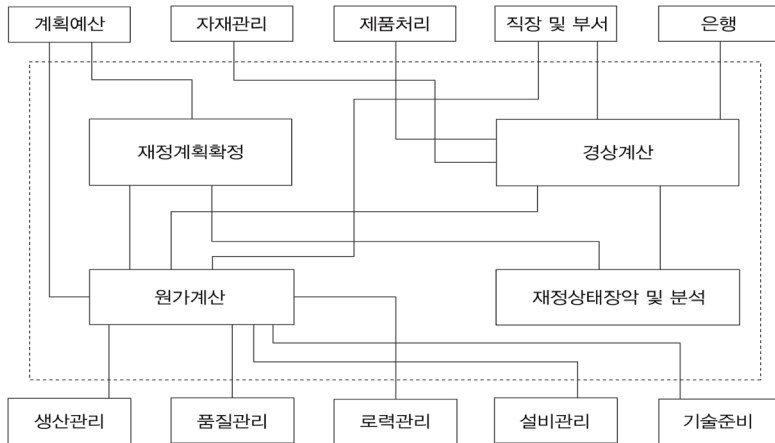 계획예산
자재관리
제품처리
직장 및 부서
은행
재정계획확정
경상계산
원가계산
재정상태장악 및 분석
생산관리
품질관리
로력관리
설비관리
기술준비